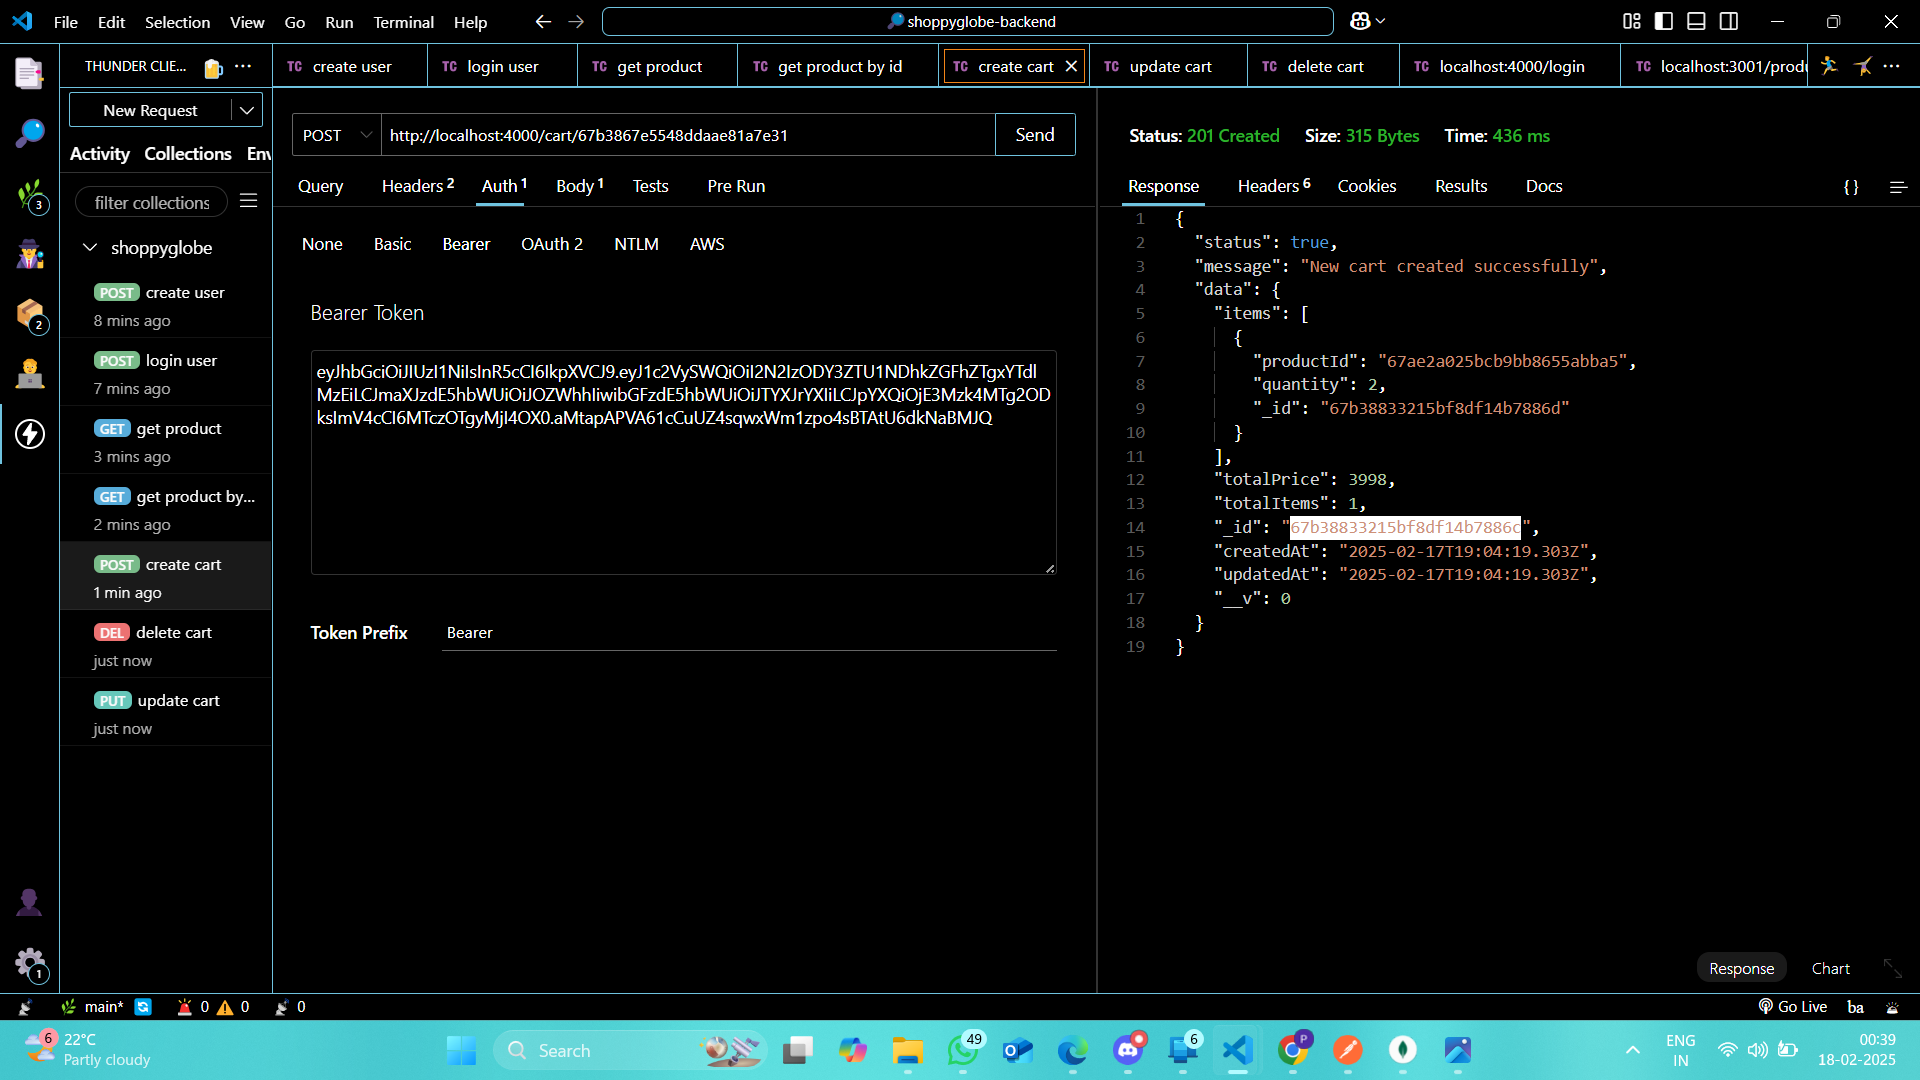 File Edit Selection View Go Run Terminal Help
shoppyglobe-backend
THUNDER CLIE...
TC create user
TC login user
TC get product
TC get product by id
TC create cart
TC update cart
TC delete cart
TC localhost:4000/login
TC localhost:3001/produ
New Request
Activity Collections Env
filter collections
shoppyglobe
POST create user
8 mins ago
POST login user
7 mins ago
GET get product
3 mins ago
GET get product by...
2 mins ago
POST create cart
1 min ago
DEL delete cart
just now
PUT update cart
just now
3
2
1
POST http://localhost:4000/cart/67b3867e5548ddaae81a7e31 Send
Query Headers 2 Auth 1 Body 1 Tests Pre Run
None Basic Bearer OAuth 2 NTLM AWS
Bearer Token
Token Prefix Bearer
Status: 201 Created Size: 315 Bytes Time: 436 ms
Response Headers 6 Cookies Results Docs {}
1 {
2 "status": true,
3 "message": "New cart created successfully",
4 "data": {
5 "items": [
6 {
7 "productId": "67ae2a025bcb9bb8655abba5",
8 "quantity": 2,
9 "_id": "67b38833215bf8df14b7886d"
10 }
11 ],
12 "totalPrice": 3998,
13 "totalItems": 1,
14 "_id": "67b38833215bf8df14b7886c",
15 "createdAt": "2025-02-17T19:04:19.303Z",
16 "updatedAt": "2025-02-17T19:04:19.303Z",
17 "__v": 0
18 }
19 }
Response Chart
main* 0 0 0
Go Live ba
6
22°C
Partly cloudy
Search
49
6
P
ENG
IN
00:39
18-02-2025